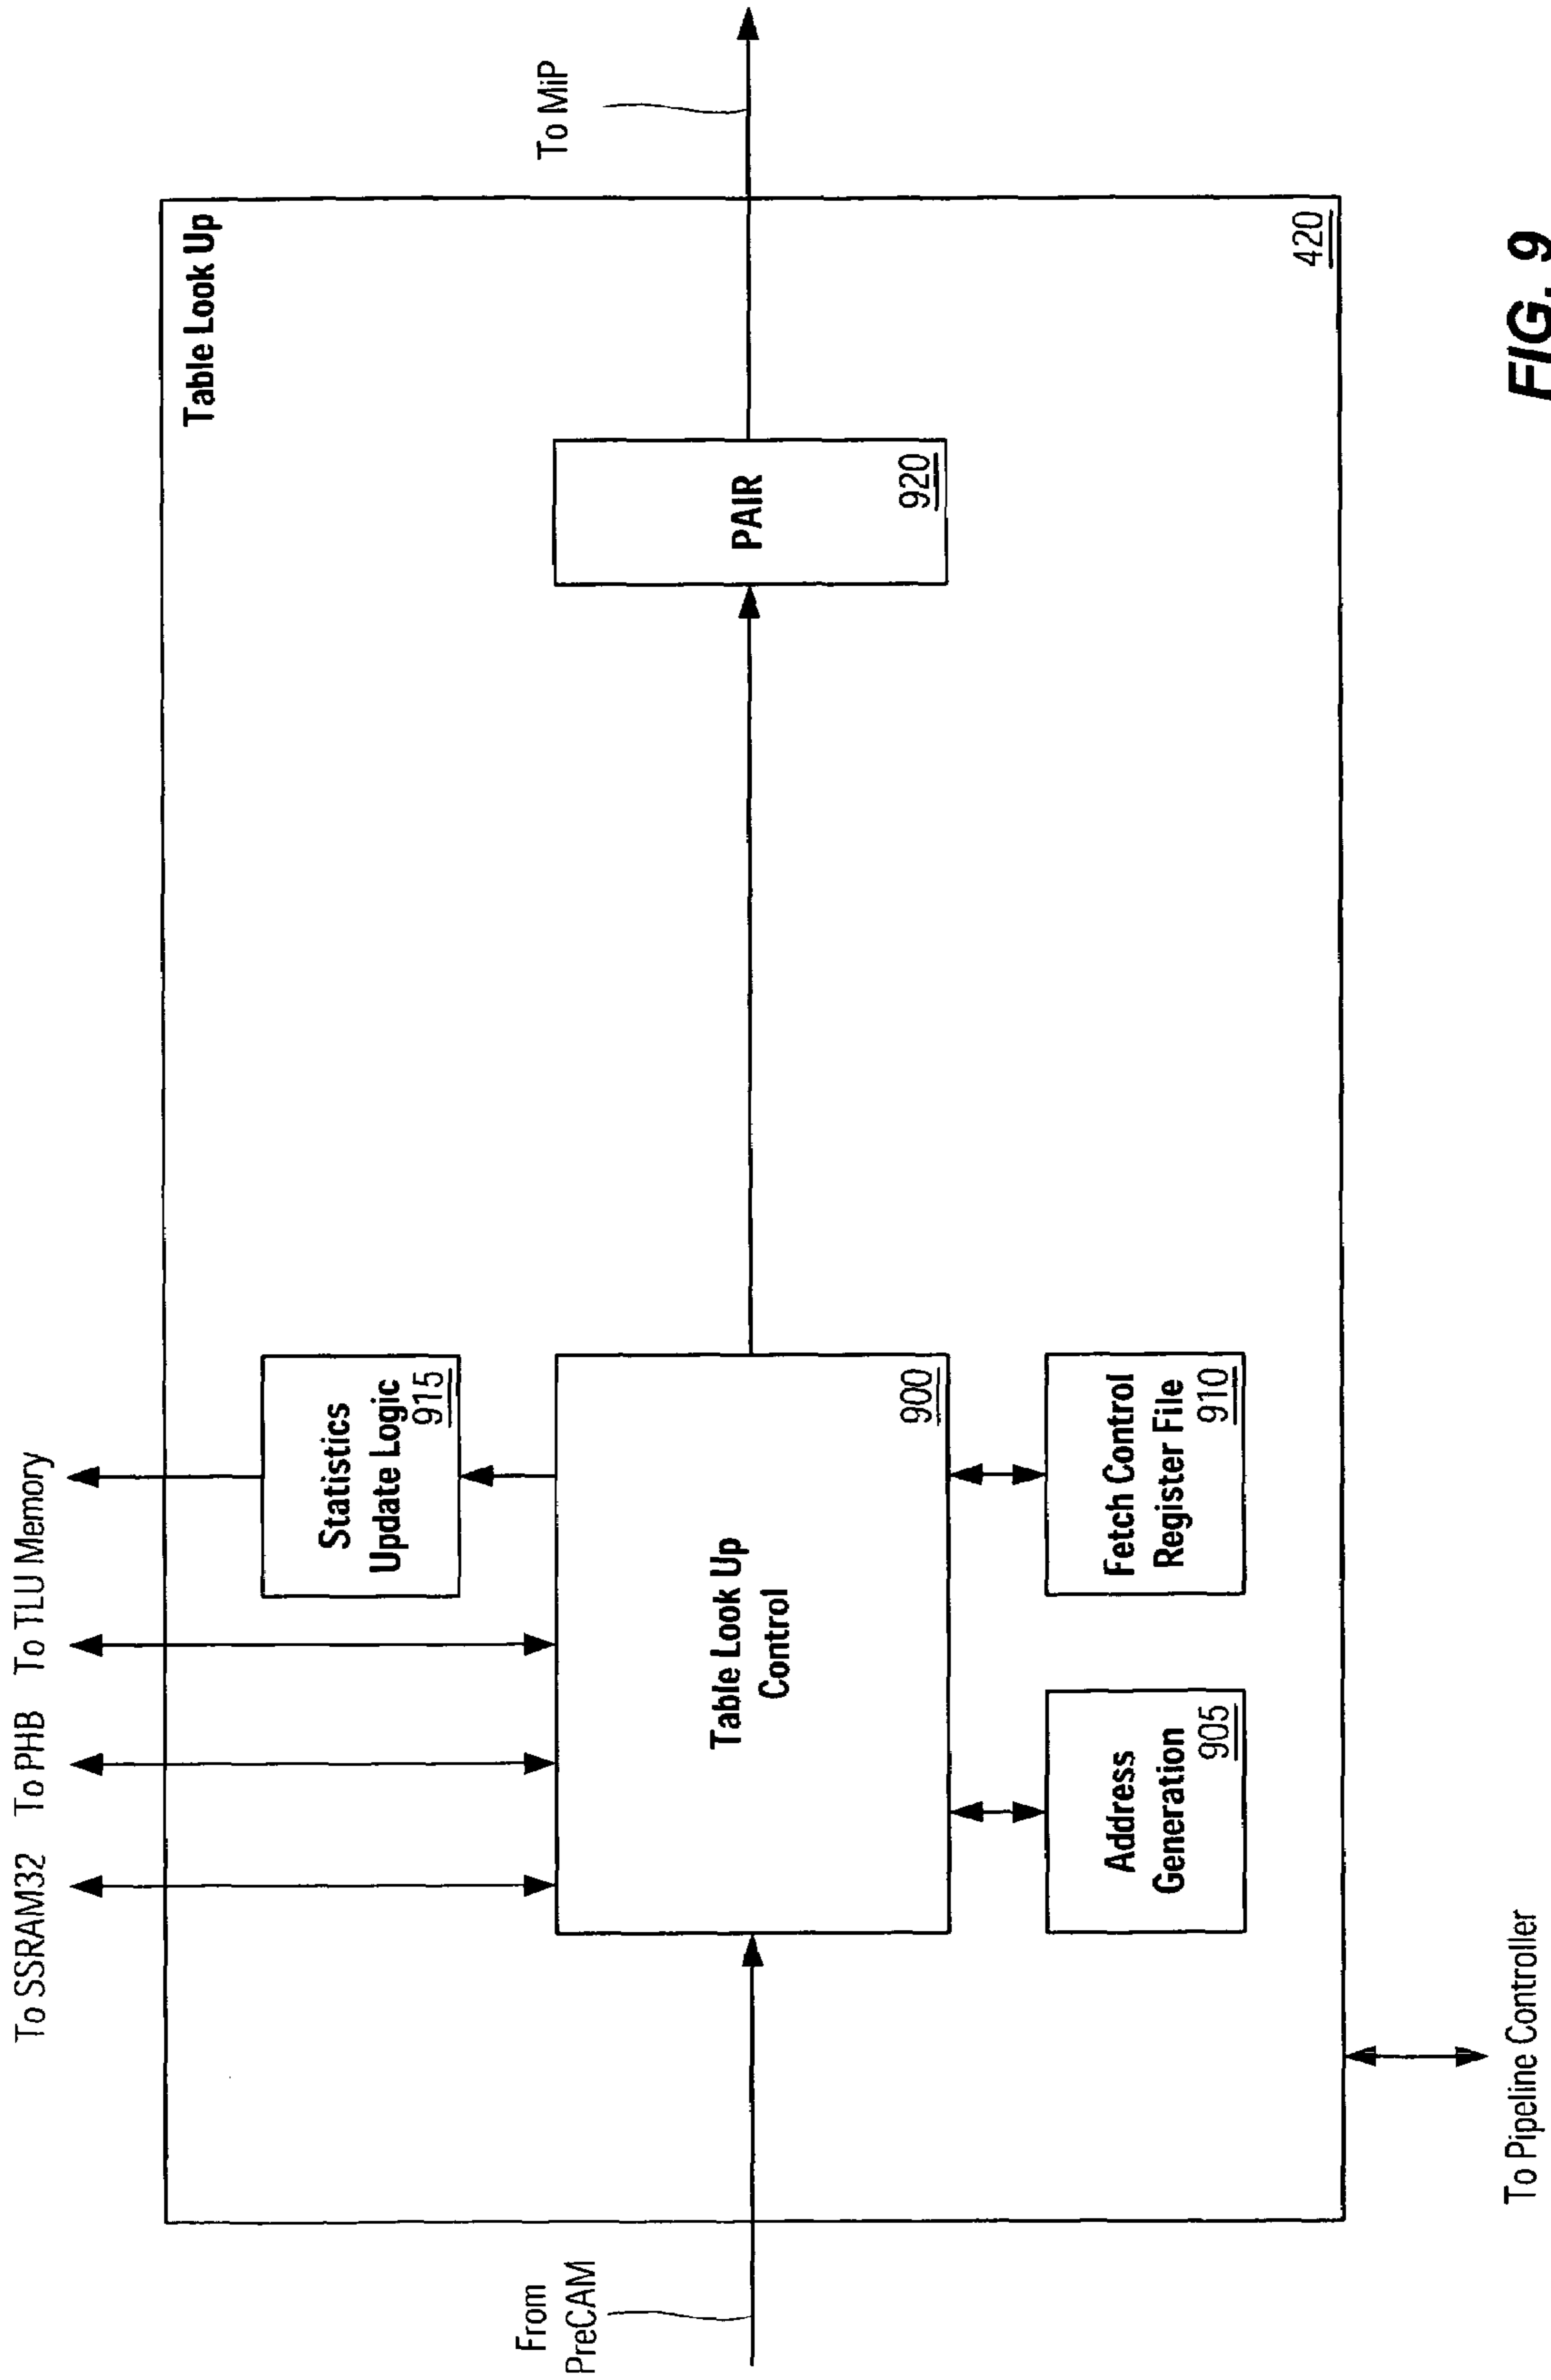 To SSRAM32 To PHB To TLU Memory
Table Look Up
Statistics
Update Logic
915
From
PreCAM
Table Look Up
Control
900
PAIR
920
To MiP
Address
Generation
905
Fetch Control
Register File
910
420
To Pipeline Controller
FIG. 9